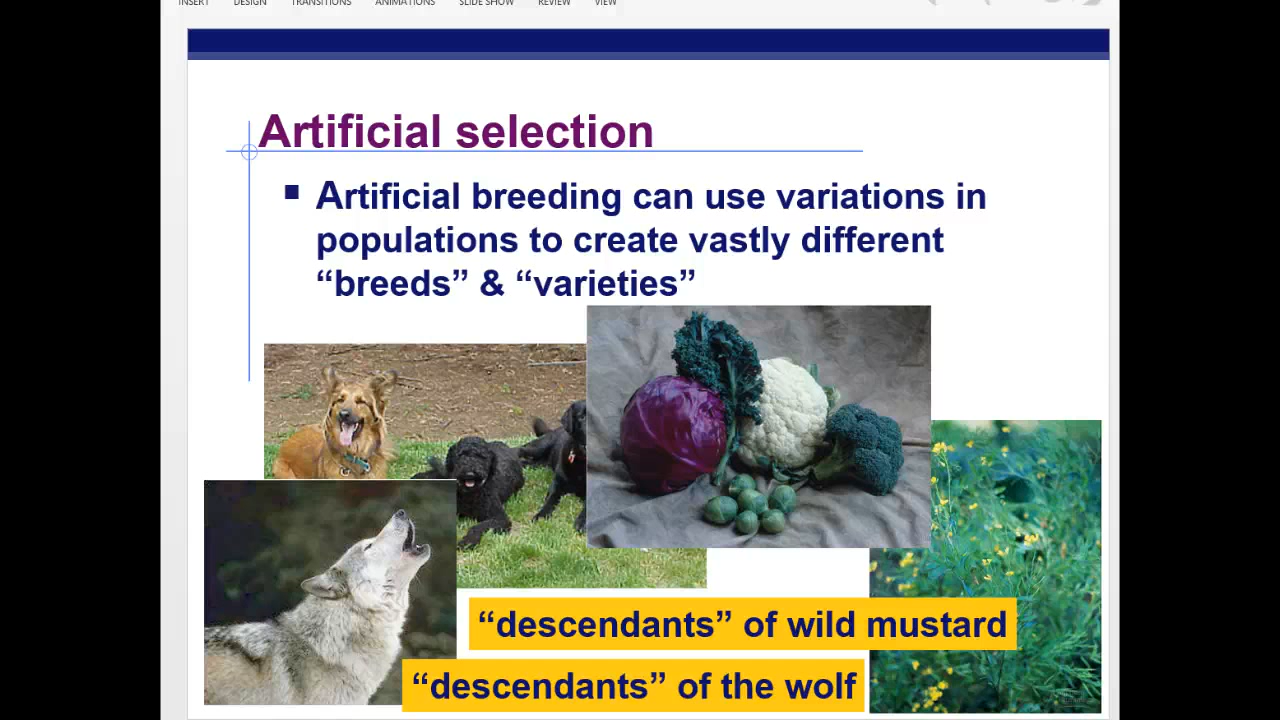 INSERT DESIGN TRANSITIONS ANIMATIONS SLIDE SHOW REVIEW VIEW
Artificial selection
Artificial breeding can use variations in
populations to create vastly different
“breeds” & “varieties”
“descendants” of wild mustard
“descendants” of the wolf